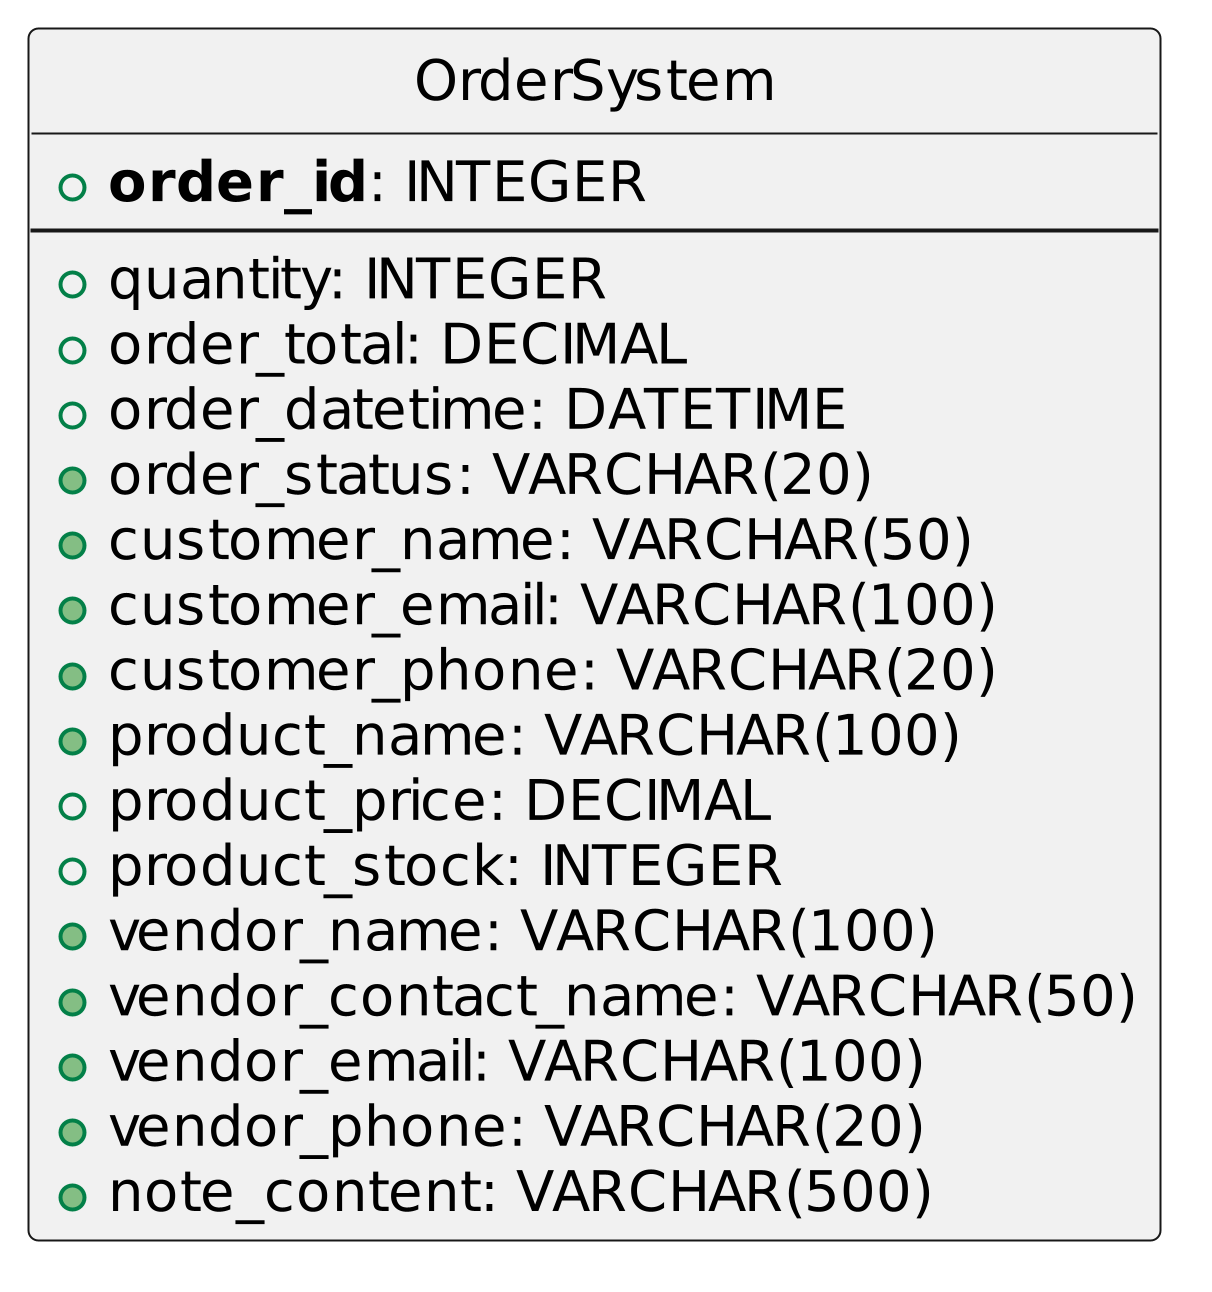 OrderSystem
order_id: INTEGER
quantity: INTEGER
order_total: DECIMAL
order_datetime: DATETIME
order_status: VARCHAR(20)
customer_name: VARCHAR(50)
customer_email: VARCHAR(100)
customer_phone: VARCHAR(20)
product_name: VARCHAR(100)
product_price: DECIMAL
product_stock: INTEGER
vendor_name: VARCHAR(100)
vendor_contact_name: VARCHAR(50)
vendor_email: VARCHAR(100)
vendor_phone: VARCHAR(20)
note_content: VARCHAR(500)